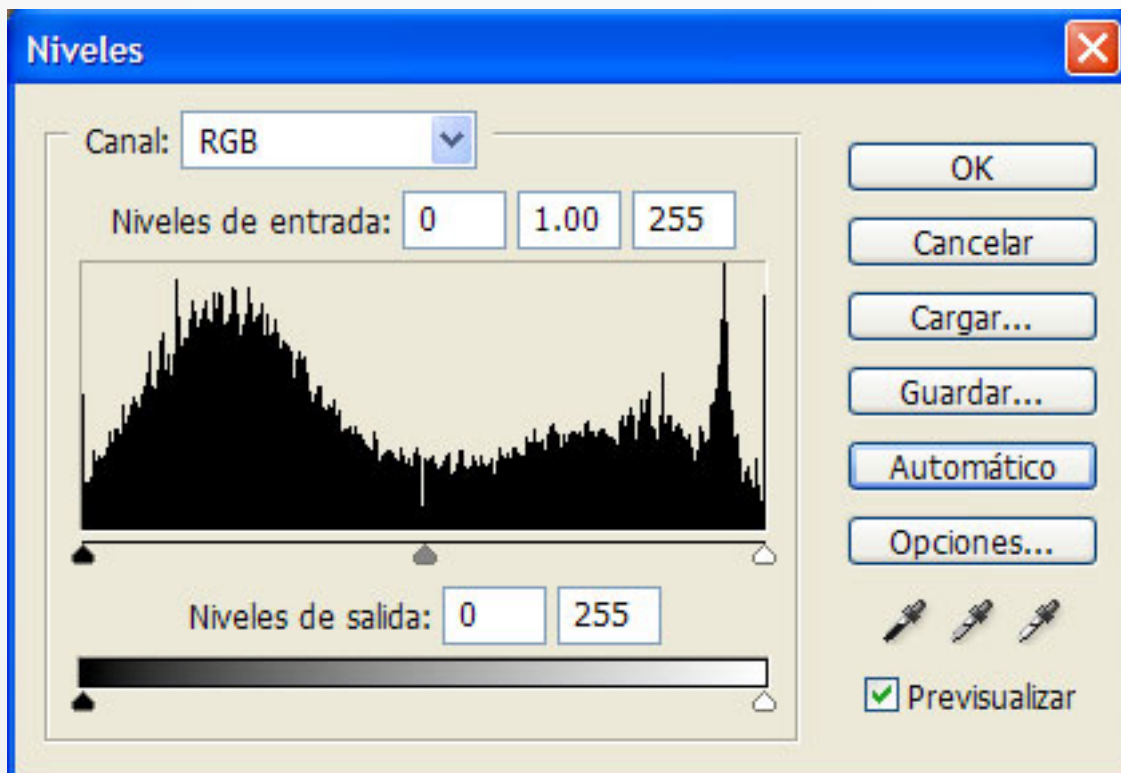 Niveles
Canal: RGB
Niveles de entrada: 0 1.00 255
Niveles de salida: 0 255
OK
Cancelar
Cargar...
Guardar...
Automático
Opciones...
Previsualizar